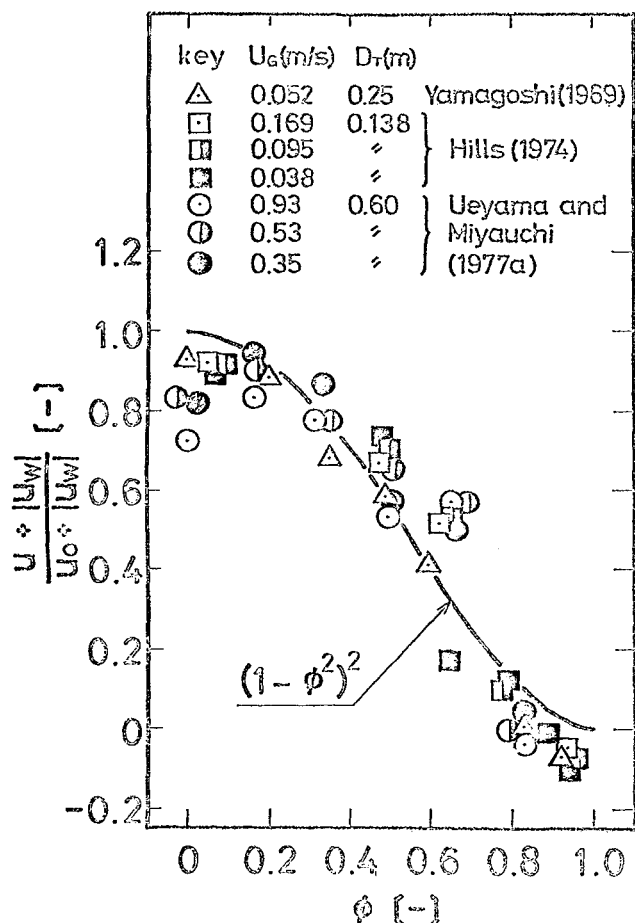 key U_G(m/s) D_T(m)
0.052 0.25 Yamagoshi(1969)
0.169 0.138
0.095 〃 Hills (1974)
0.038 〃
0.93 0.60 Ueyama and
0.53 〃 Miyauchi
0.35 〃 (1977a)
1.2
1.0
0.8
0.6
0.4
0.2
0
-0.2
u + |u_w|
u_0 + |u_w|
[-]
(1 - ϕ²)²
0 0.2 0.4 0.6 0.8 1.0
ϕ [-]